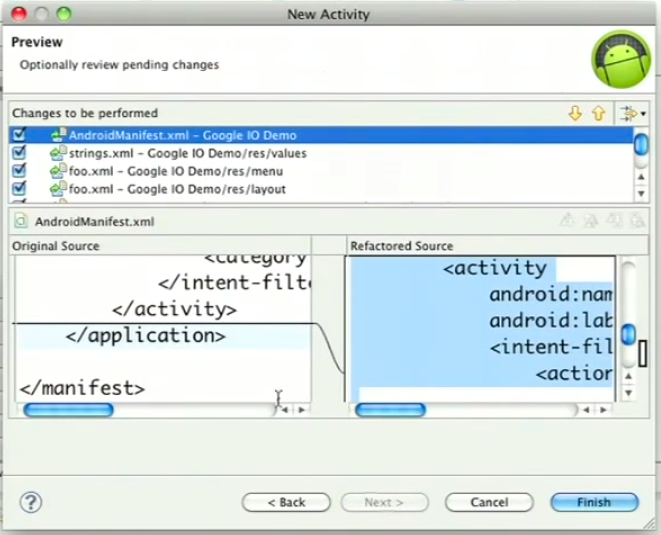 New Activity
Preview
Optionally review pending changes
Changes to be performed
AndroidManifest.xml – Google IO Demo
strings.xml – Google IO Demo/res/values
foo.xml – Google IO Demo/res/menu
foo.xml – Google IO Demo/res/layout
AndroidManifest.xml
Original Source
<category
</intent-filt
</activity>
</application>
</manifest>
Refactored Source
<activity
android:nam
android:lab
<intent-fil
<action
?
< Back
Next >
Cancel
Finish